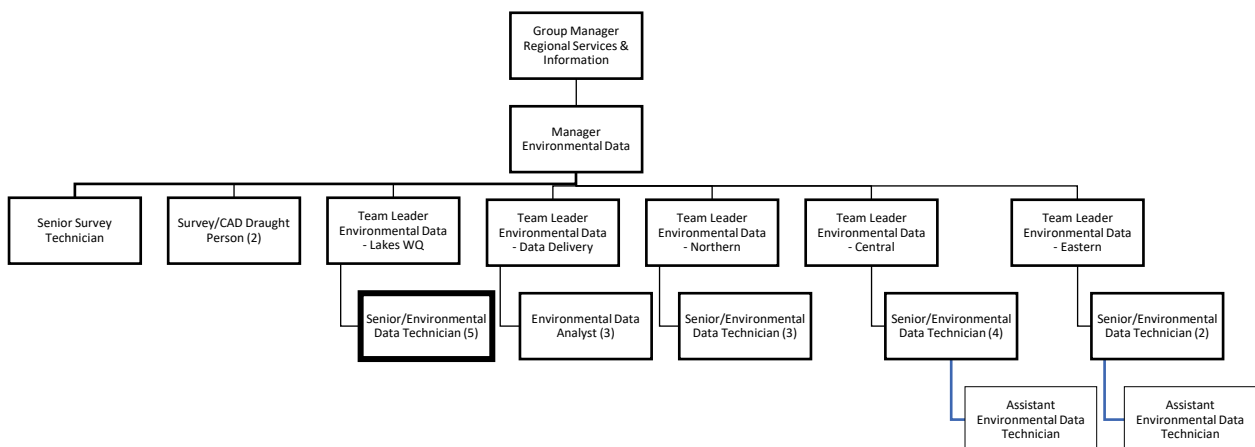 Group Manager
Regional Services &
Information
Manager
Environmental Data
Senior Survey
Technician
Survey/CAD Draught
Person (2)
Team Leader
Environmental Data
- Lakes WQ
Team Leader
Environmental Data
- Data Delivery
Team Leader
Environmental Data
- Northern
Team Leader
Environmental Data
- Central
Team Leader
Environmental Data
- Eastern
Senior/Environmental
Data Technician (5)
Environmental Data
Analyst (3)
Senior/Environmental
Data Technician (3)
Senior/Environmental
Data Technician (4)
Senior/Environmental
Data Technician (2)
Assistant
Environmental Data
Technician
Assistant
Environmental Data
Technician